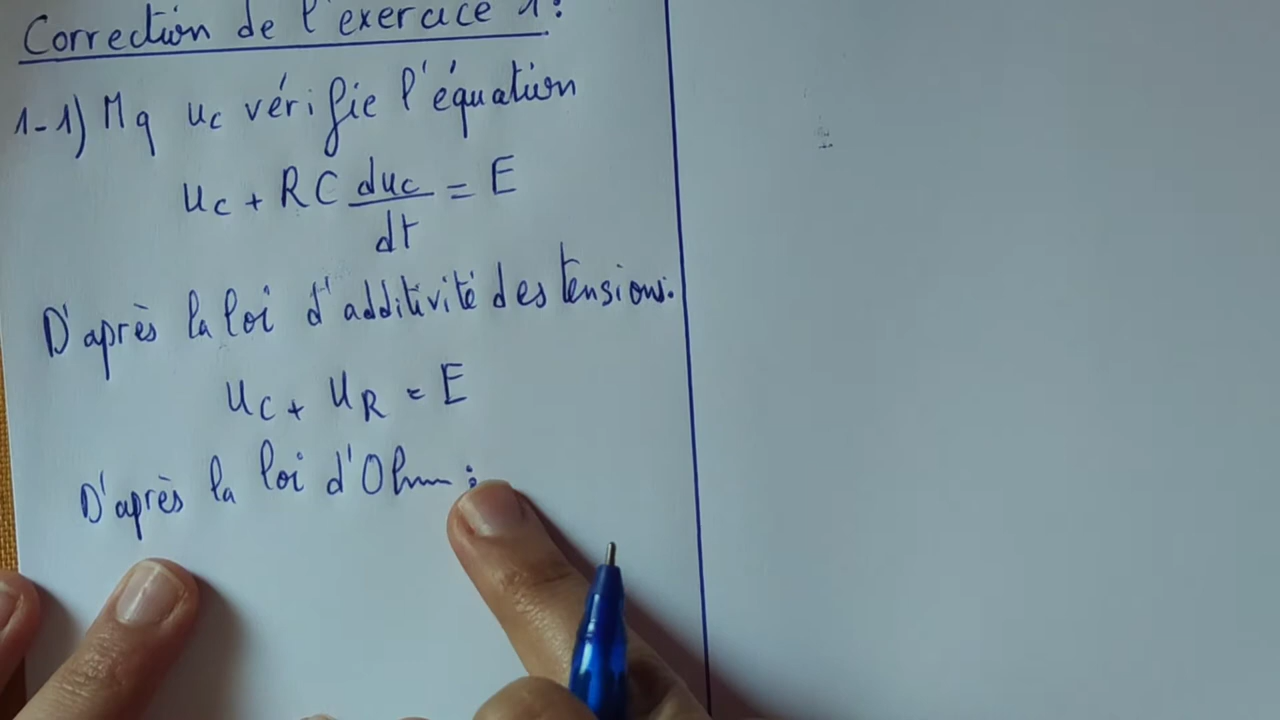 Correction de l'exercice 1:
1-1) Mq uc vérifie l'équation
uc + RC duc/dt = E
D'après la loi d'additivité des tensions:
uC + uR = E
D'après la loi d'Ohm: